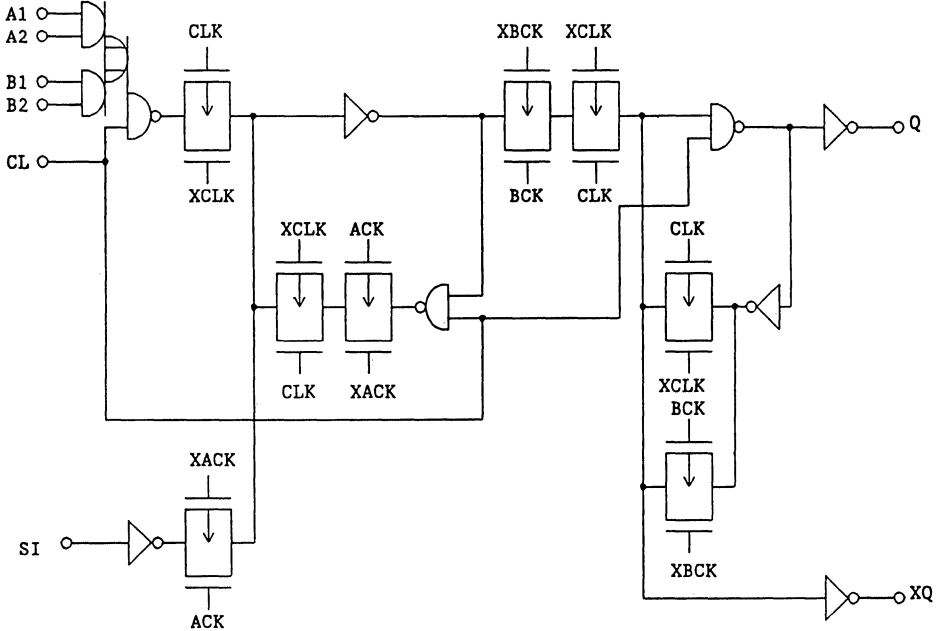 A1
A2
B1
B2
CL
CLK
XCLK
XBCK
BCK
XCLK
CLK
Q
XCLK
CLK
ACK
XACK
CLK
XCLK
BCK
XBCK
XACK
ACK
SI
XQ